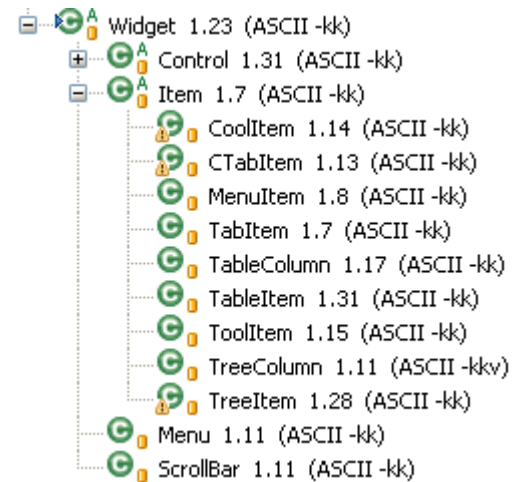 Widget 1.23 (ASCII -kk)
Control 1.31 (ASCII -kk)
Item 1.7 (ASCII -kk)
CoolItem 1.14 (ASCII -kk)
CTabItem 1.13 (ASCII -kk)
MenuItem 1.8 (ASCII -kk)
TabItem 1.7 (ASCII -kk)
TableColumn 1.17 (ASCII -kk)
TableItem 1.31 (ASCII -kk)
ToolItem 1.15 (ASCII -kk)
TreeColumn 1.11 (ASCII -kkv)
TreeItem 1.28 (ASCII -kk)
Menu 1.11 (ASCII -kk)
ScrollBar 1.11 (ASCII -kk)